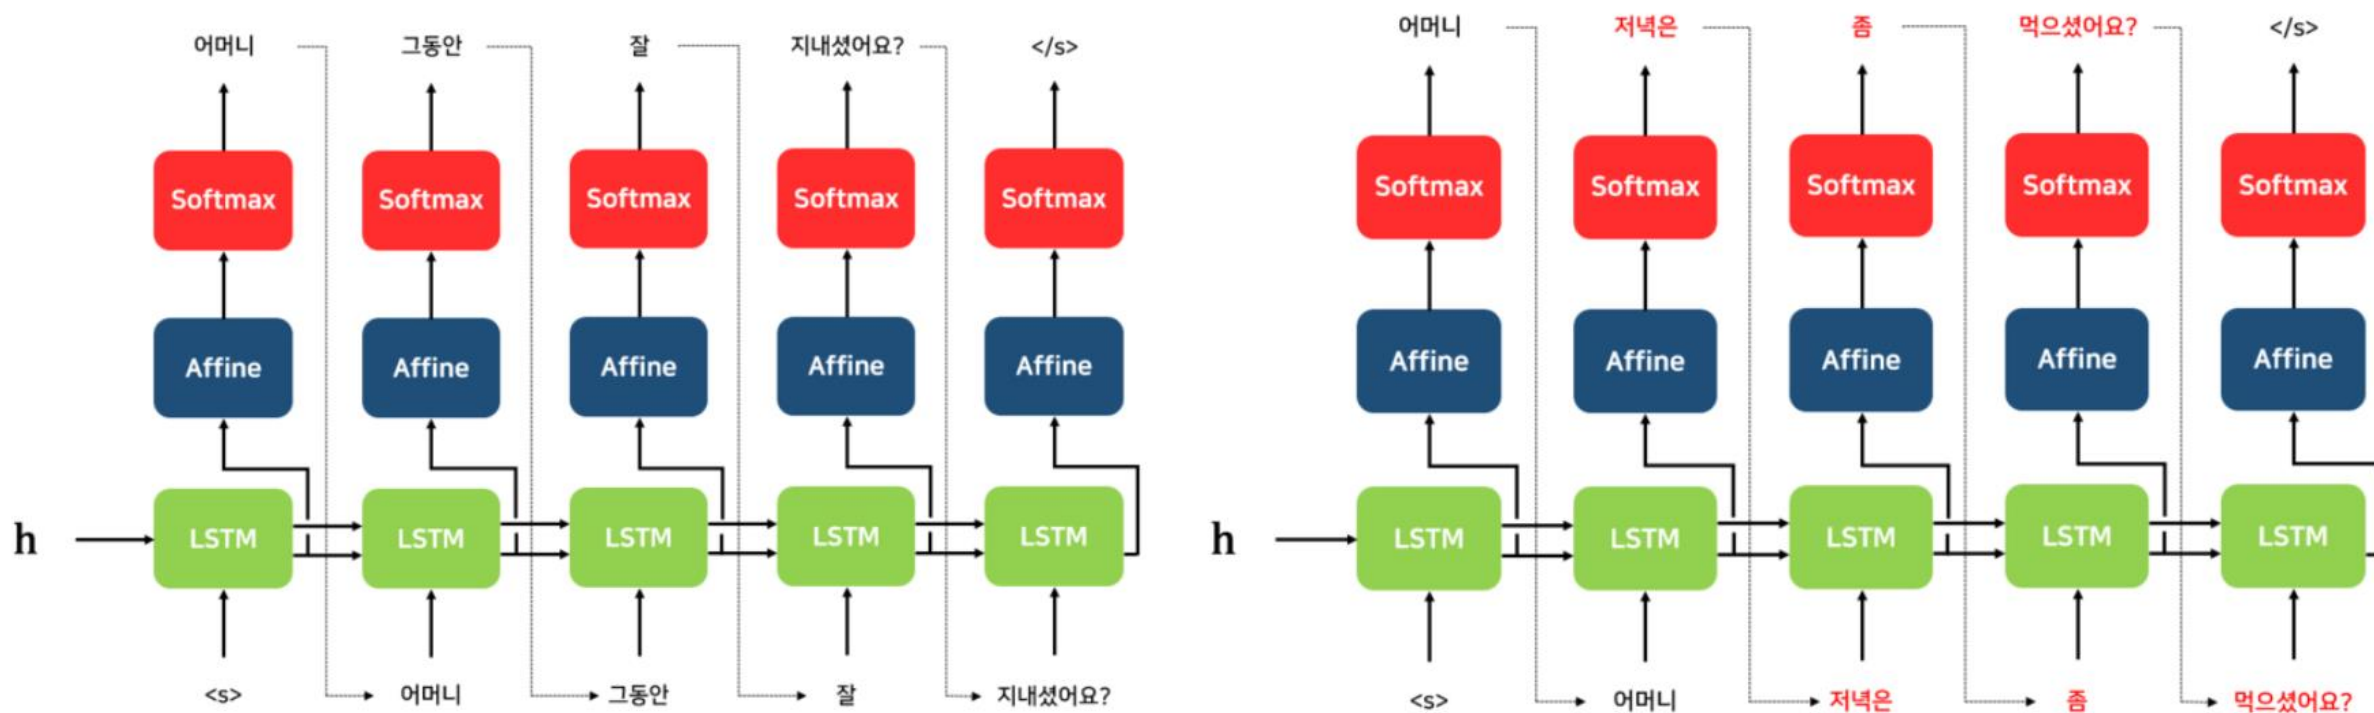 어머니 그동안 잘 지내셨어요? </s>
Softmax Softmax Softmax Softmax Softmax
Affine Affine Affine Affine Affine
h LSTM LSTM LSTM LSTM LSTM
<s> 어머니 그동안 잘 지내셨어요?
어머니 저녁은 좀 먹으셨어요? </s>
Softmax Softmax Softmax Softmax Softmax
Affine Affine Affine Affine Affine
h LSTM LSTM LSTM LSTM LSTM
<s> 어머니 저녁은 좀 먹으셨어요?